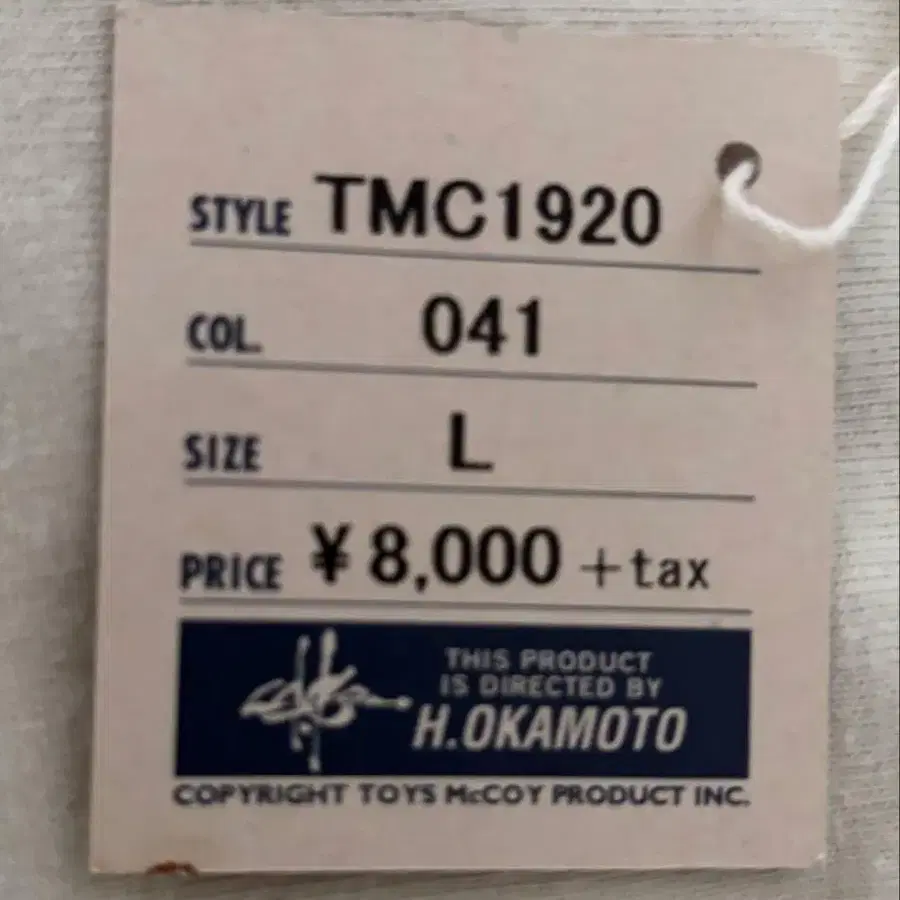 STYLE TMC1920
COL. 041
SIZE L
PRICE ¥8,000 +tax
THIS PRODUCT
IS DIRECTED BY
H.OKAMOTO
COPYRIGHT TOYS McCOY PRODUCT INC.